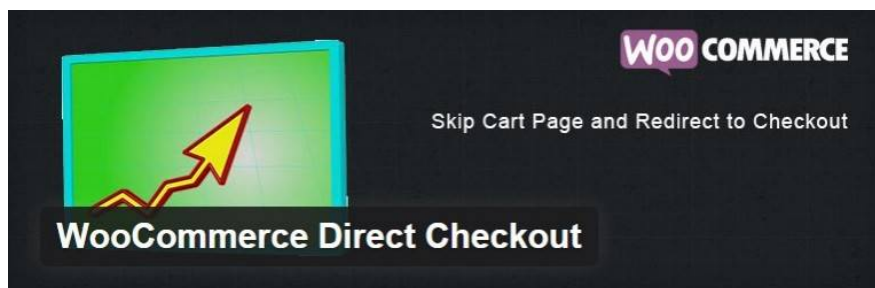 WOO COMMERCE
Skip Cart Page and Redirect to Checkout
WooCommerce Direct Checkout